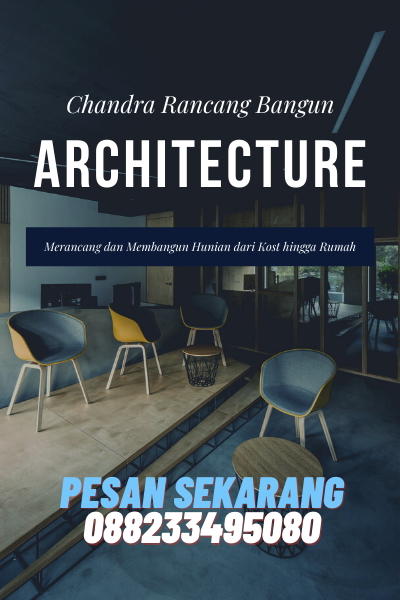 Chandra Rancang Bangun
ARCHITECTURE
Merancang dan Membangun Hunian dari Kost hingga Rumah
PESAN SEKARANG
088233495080